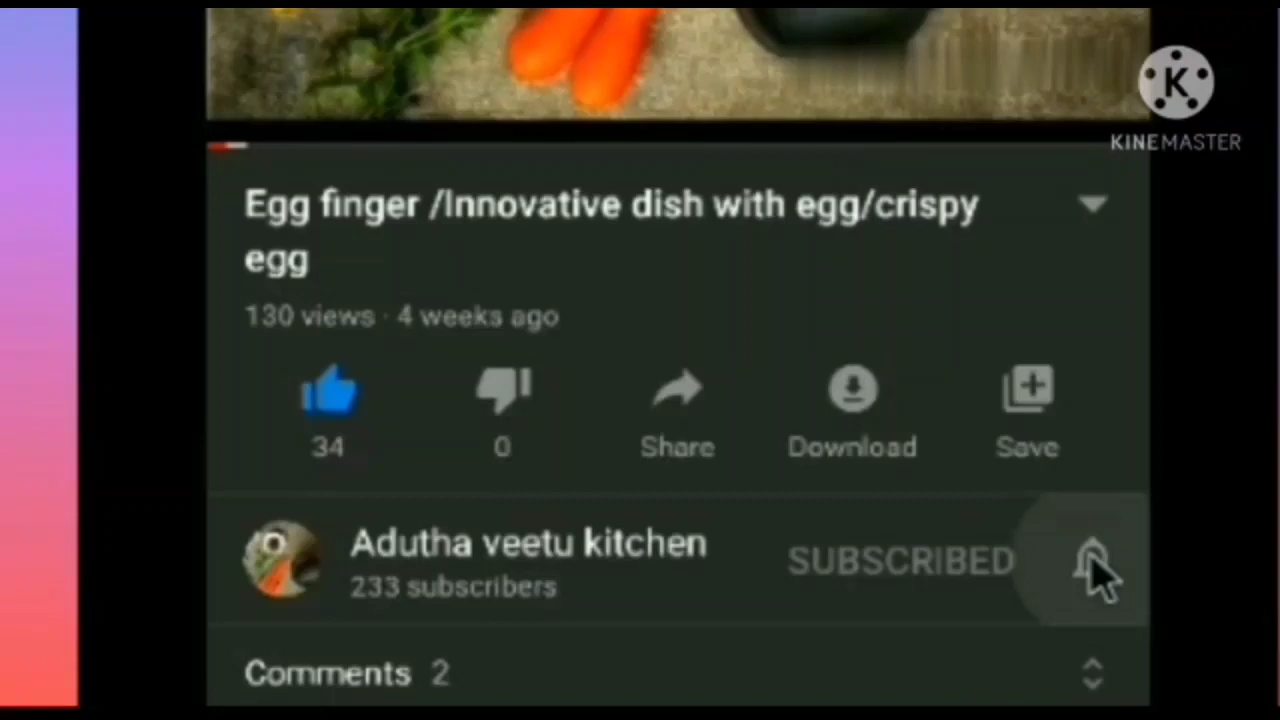 K
KINEMASTER
Egg finger /Innovative dish with egg/crispy
egg
130 views · 4 weeks ago
34
0
Share
Download
Save
Adutha veetu kitchen
233 subscribers
SUBSCRIBED
Comments 2